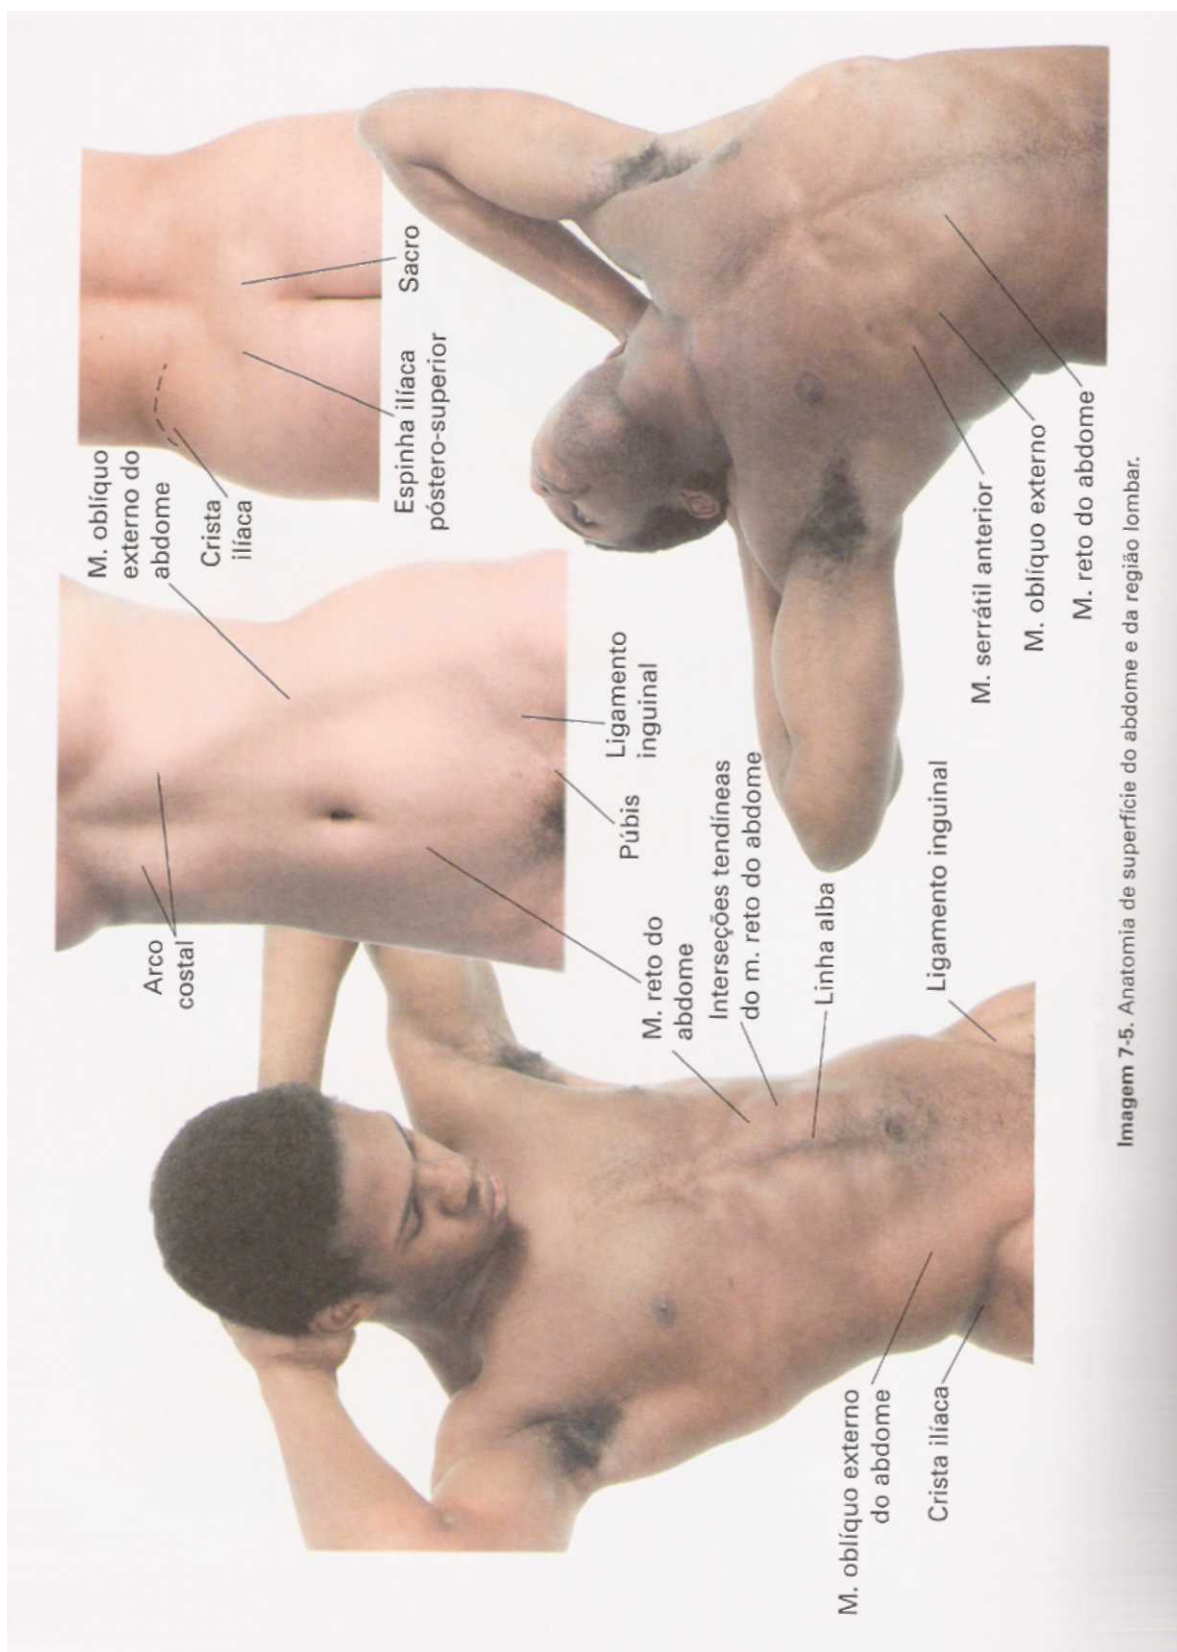 M. oblíquo
externo do
abdome
Arco
costal
Crista
ilíaca
Espinha ilíaca
póstero-superior
Sacro
Púbis
Ligamento
inguinal
M. reto do
abdome
Interseções tendíneas
do m. reto do abdome
Linha alba
Ligamento inguinal
M. oblíquo externo
do abdome
Crista ilíaca
M. serrátil anterior
M. oblíquo externo
M. reto do abdome
Imagem 7-5. Anatomia de superfície do abdome e da região lombar.